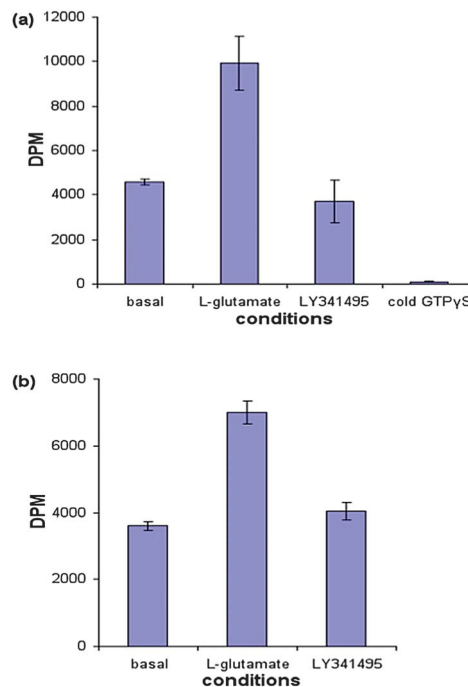 (a)
12000
10000
8000
6000
4000
2000
0
DPM
basal L-glutamate LY341495 cold GTPγS
conditions
(b)
8000
6000
4000
2000
0
DPM
basal L-glutamate LY341495
conditions